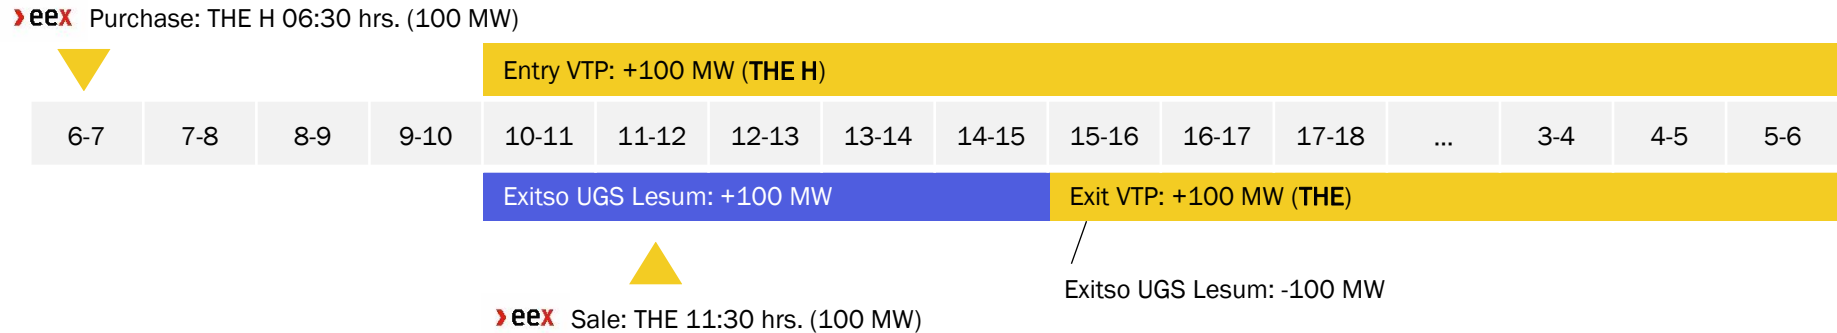 eex Purchase: THE H 06:30 hrs. (100 MW)
Entry VTP: +100 MW (THE H)
6-7 7-8 8-9 9-10 10-11 11-12 12-13 13-14 14-15 15-16 16-17 17-18 ... 3-4 4-5 5-6
Exitso UGS Lesum: +100 MW Exit VTP: +100 MW (THE)
Exitso UGS Lesum: -100 MW
eex Sale: THE 11:30 hrs. (100 MW)